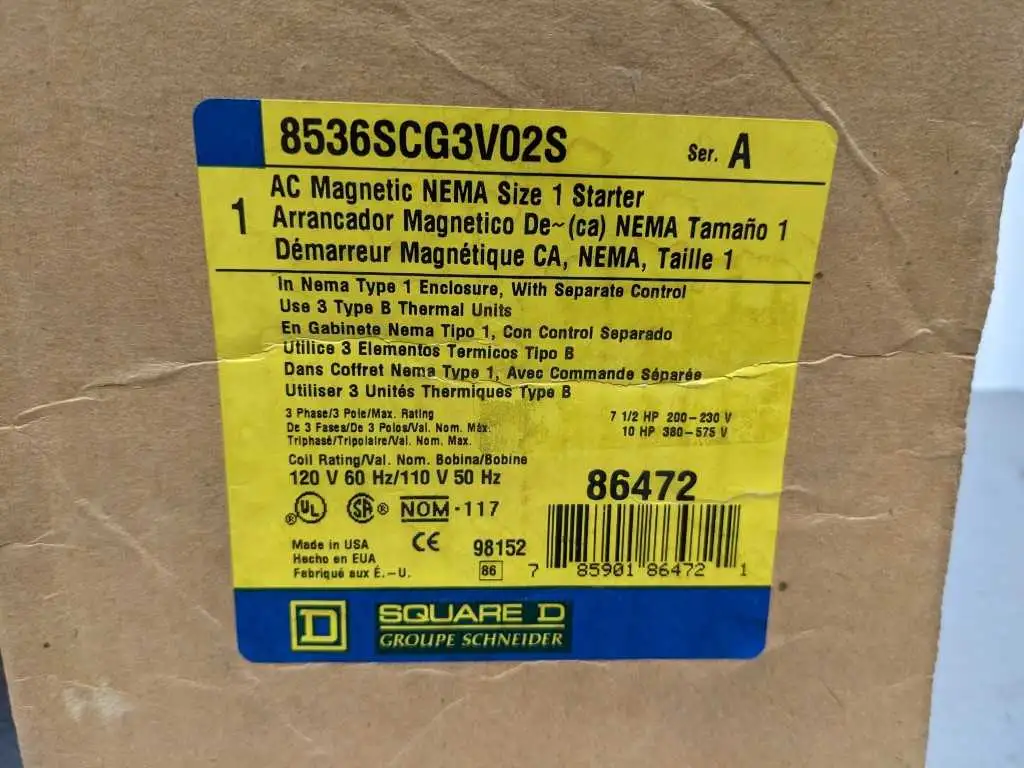 8536SCG3V02S Ser. A
1
AC Magnetic NEMA Size 1 Starter
Arrancador Magnetico De~(ca) NEMA Tamaño 1
Démarreur Magnétique CA, NEMA, Taille 1
In Nema Type 1 Enclosure, With Separate Control
Use 3 Type B Thermal Units
En Gabinete Nema Tipo 1, Con Control Separado
Utilice 3 Elementos Termicos Tipo B
Dans Coffret Nema Type 1, Avec Commande Séparée
Utiliser 3 Unités Thermiques Type B
3 Phase/3 Pole/Max. Rating 7 1/2 HP 200-230 V
De 3 Fases/De 3 Polos/Val. Nom. Máx. 10 HP 380-575 V
Triphasé/Tripolaire/Val. Nom. Max.
Coil Rating/Val. Nom. Bobina/Bobine
120 V 60 Hz/110 V 50 Hz
86472
®UL SA® NOM-117
Made in USA CE 98152
Hecho en EUA
Fabriqué aux É.-U. 86 7 85901 86472 1
D SQUARE D
GROUPE SCHNEIDER